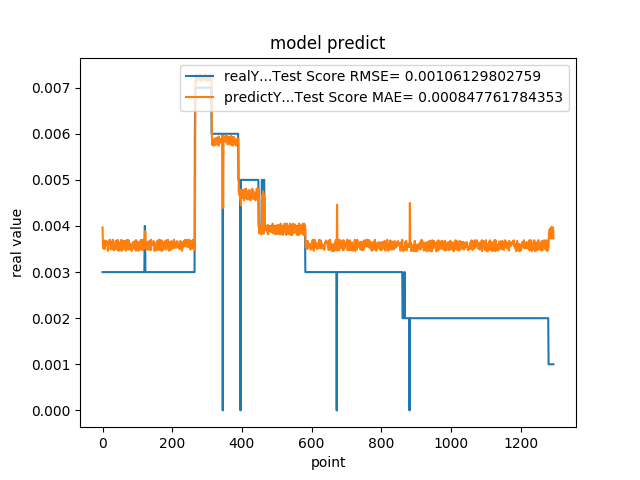 model predict
realY...Test Score RMSE= 0.00106129802759
predictY...Test Score MAE= 0.000847761784353
0.007
0.006
0.005
0.004
0.003
0.002
0.001
0.000
real value
0 200 400 600 800 1000 1200
point